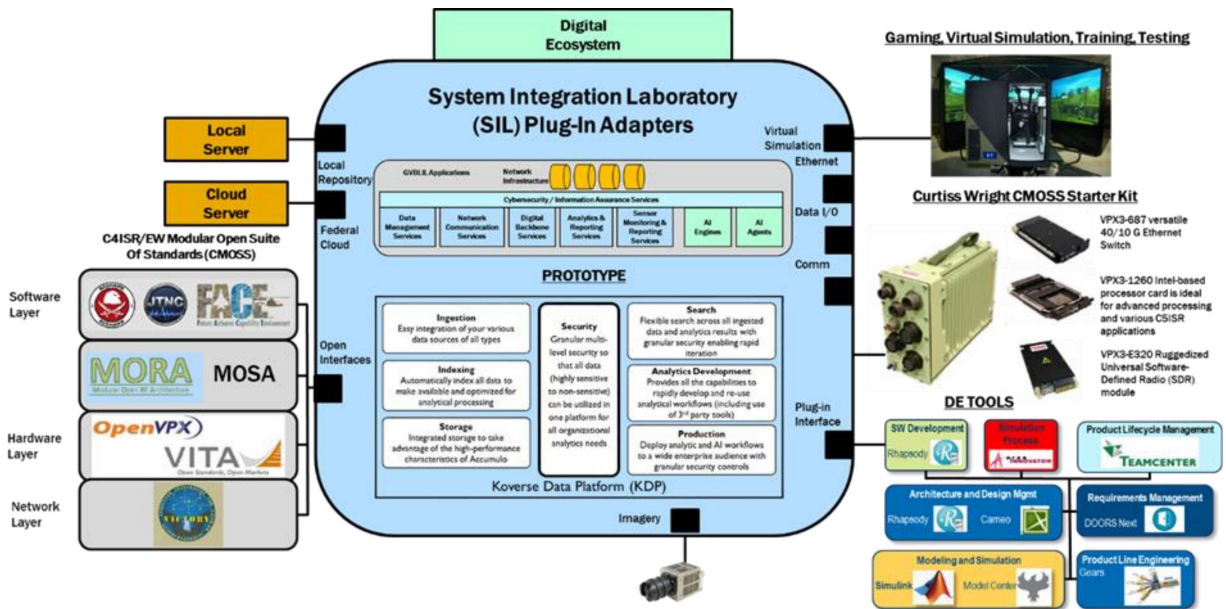 Digital
Ecosystem
System Integration Laboratory
(SIL) Plug-In Adapters
Local
Server
Cloud
Server
Local
Repository
Federal
Cloud
Open
Interfaces
Virtual
Simulation
Ethernet
Data I/O
Comm
Plug-in
Interface
Imagery
GVBLIL Applications
Network
Infrastructure
Cybersecurity / Information Assurance Services
Data
Management
Services
Network
Communication
Services
Digital
Backbone
Services
Analytics &
Reporting
Services
Sensor
Monitoring &
Reporting
Services
AI
Engines
AI
Agents
PROTOTYPE
Ingestion
Easy integration of your various
data sources of all types
Indexing
Automatically index all data to
make available and optimized for
analytical processing
Storage
Integrated storage to take
advantage of the high-performance
characteristics of Accumulo
Security
Granular multi-
level security so
that all data
(highly sensitive
to non-sensitive)
can be utilized in
one platform for
all organizational
analytics needs
Search
Flexible search across all ingested
data and analytics results with
granular security enabling rapid
iteration
Analytics Development
Provides all the capabilities to
rapidly develop and re-use
analytical workflows (including use
of 3rd party tools)
Production
Deploy analytic and AI workflows
to a wide enterprise audience with
granular security controls
Koverse Data Platform (KDP)
C4ISR/EW Modular Open Suite
Of Standards (CMOSS)
Software
Layer
JTNC
FACE
MORA
Modular Open RF Architecture
MOSA
Hardware
Layer
OpenVPX
VITA
Open Standards, Open Markets
Network
Layer
VICTORY
Gaming, Virtual Simulation, Training, Testing
Curtiss Wright CMOSS Starter Kit
VPX3-687 versatile
40/10 G Ethernet
Switch
VPX3-1260 Intel-based
processor card is ideal
for advanced processing
and various C5ISR
applications
VPX3-E320 Ruggedized
Universal Software-
Defined Radio (SDR)
module
DE TOOLS
SW Development
Rhapsody
Simulation
Process
INNOVATOR
Product Lifecycle Management
TEAMCENTER
Architecture and Design Mgmt
Rhapsody
Cameo
Requirements Management
DOORS Next
Modeling and Simulation
Simulink
Model Center
Product Line Engineering
Gears